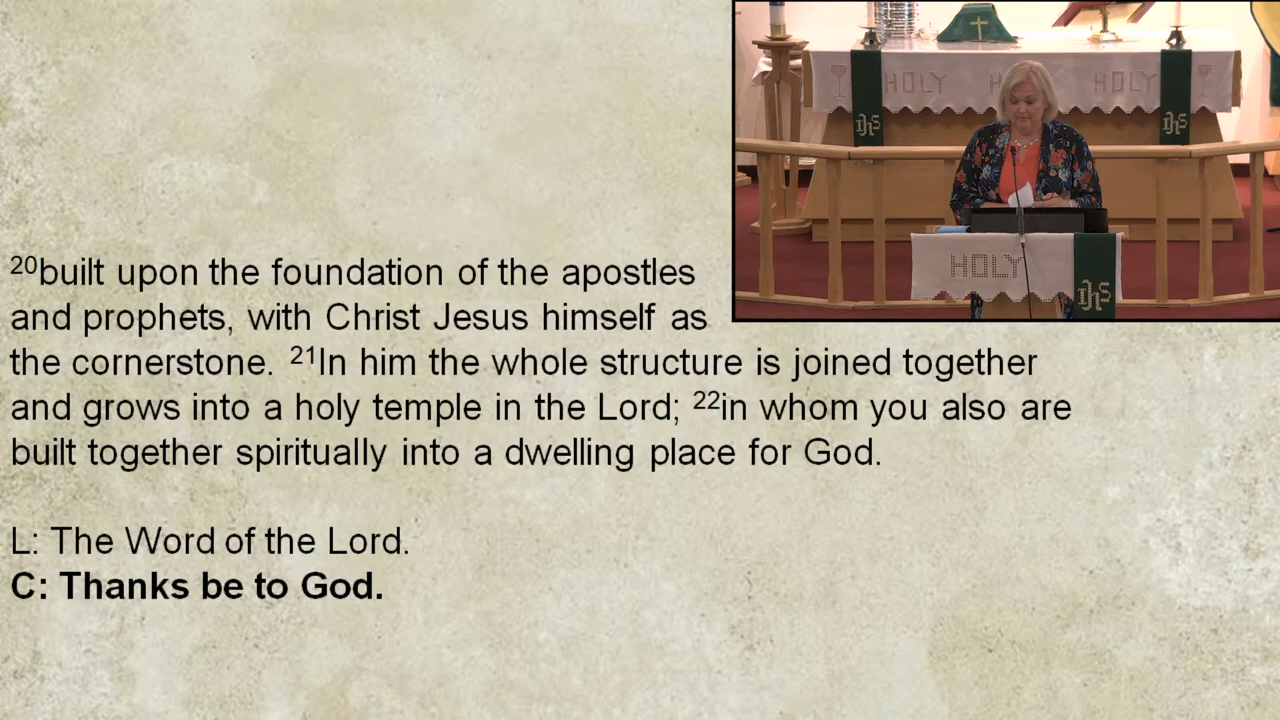 HOLY H HOLY
IHS IHS
HOLY
IHS
20built upon the foundation of the apostles
and prophets, with Christ Jesus himself as
the cornerstone. 21In him the whole structure is joined together
and grows into a holy temple in the Lord; 22in whom you also are
built together spiritually into a dwelling place for God.
L: The Word of the Lord.
C: Thanks be to God.